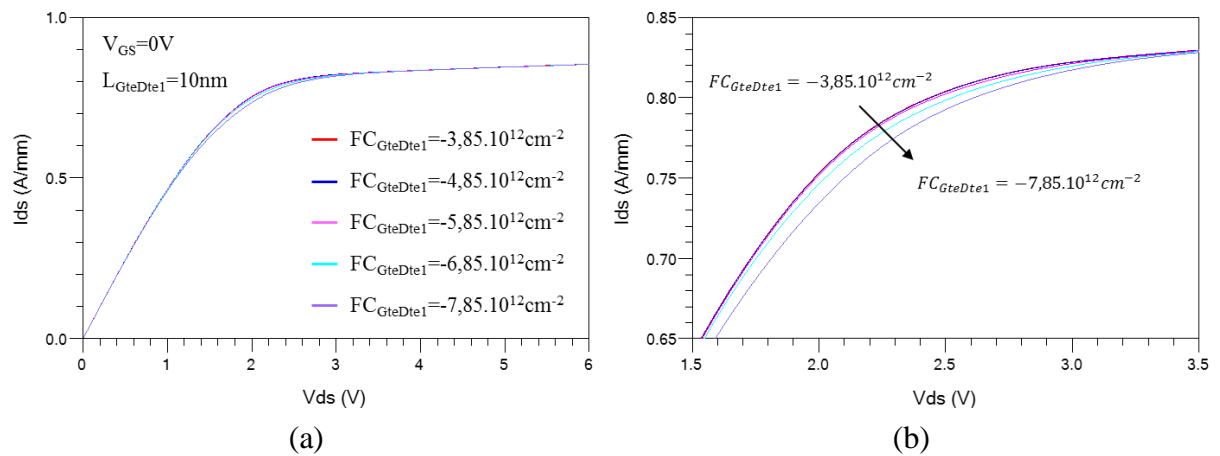 1.0
0.5
0.0
Ids (A/mm)
V_GS=0V
L_GteDte1=10nm
FC_GteDte1=-3,85.10^12cm^-2
FC_GteDte1=-4,85.10^12cm^-2
FC_GteDte1=-5,85.10^12cm^-2
FC_GteDte1=-6,85.10^12cm^-2
FC_GteDte1=-7,85.10^12cm^-2
0 1 2 3 4 5 6
Vds (V)
(a)
0.85
0.80
0.75
0.70
0.65
Ids (A/mm)
FC_GteDte1 = −3,85.10^12cm^−2
FC_GteDte1 = −7,85.10^12cm^−2
1.5 2.0 2.5 3.0 3.5
Vds (V)
(b)